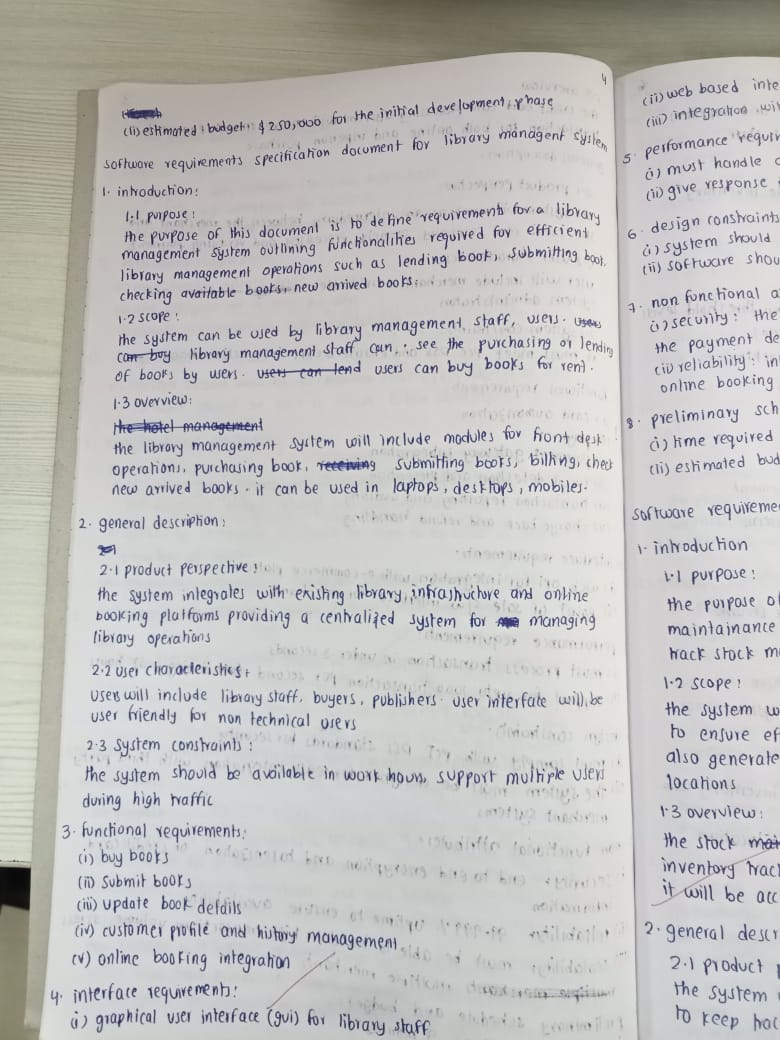 4
(ii) estimated budget: $250,000 for the initial development phase
software requirements specification document for library managent system
1. introduction:
1.1 purpose:
the purpose of this document is to define requirements for a library
management system outlining functionalities required for efficient
library management operations such as lending book, submitting book,
checking available books, new arrived books.
1.2 scope:
the system can be used by library management staff, users. users
can buy library management staff can see the purchasing or lending
of books by users. users can lend users can buy books for rent.
1.3 overview:
the hotel management
the library management system will include modules for front desk
operations, purchasing book, receiving submitting books, billing, check
new arrived books. it can be used in laptops, desktops, mobiles.
2. general description:
2.1 product perspective:
the system integrates with existing library infrastructure and online
booking platforms providing a centralized system for managing
library operations
2.2 user characteristics:
users will include library staff, buyers, publishers. user interface will be
user friendly for non technical users
2.3 system constraints:
the system should be available in work hours, support multiple users
during high traffic
3. functional requirements:
(i) buy books
(ii) submit books
(iii) update book details
(iv) customer profile and history management
(v) online booking integration
4. interface requirements:
(i) graphical user interface (gui) for library staff
(ii) web based inte
(iii) integration wit
5. performance requir
(i) must handle
(ii) give response
6. design constraints
(i) system should
(ii) software shou
7. non functional a
(i) security: the
the payment de
(ii) reliability: in
online booking
8. preliminary sch
(i) time required
(ii) estimated bud
software requireme
1. introduction
1.1 purpose:
the purpose of
maintainance
track stock m
1.2 scope:
the system w
to ensure ef
also generate
locations
1.3 overview:
the stock
inventory trac
it will be acc
2. general descr
2.1 product p
the system
to keep